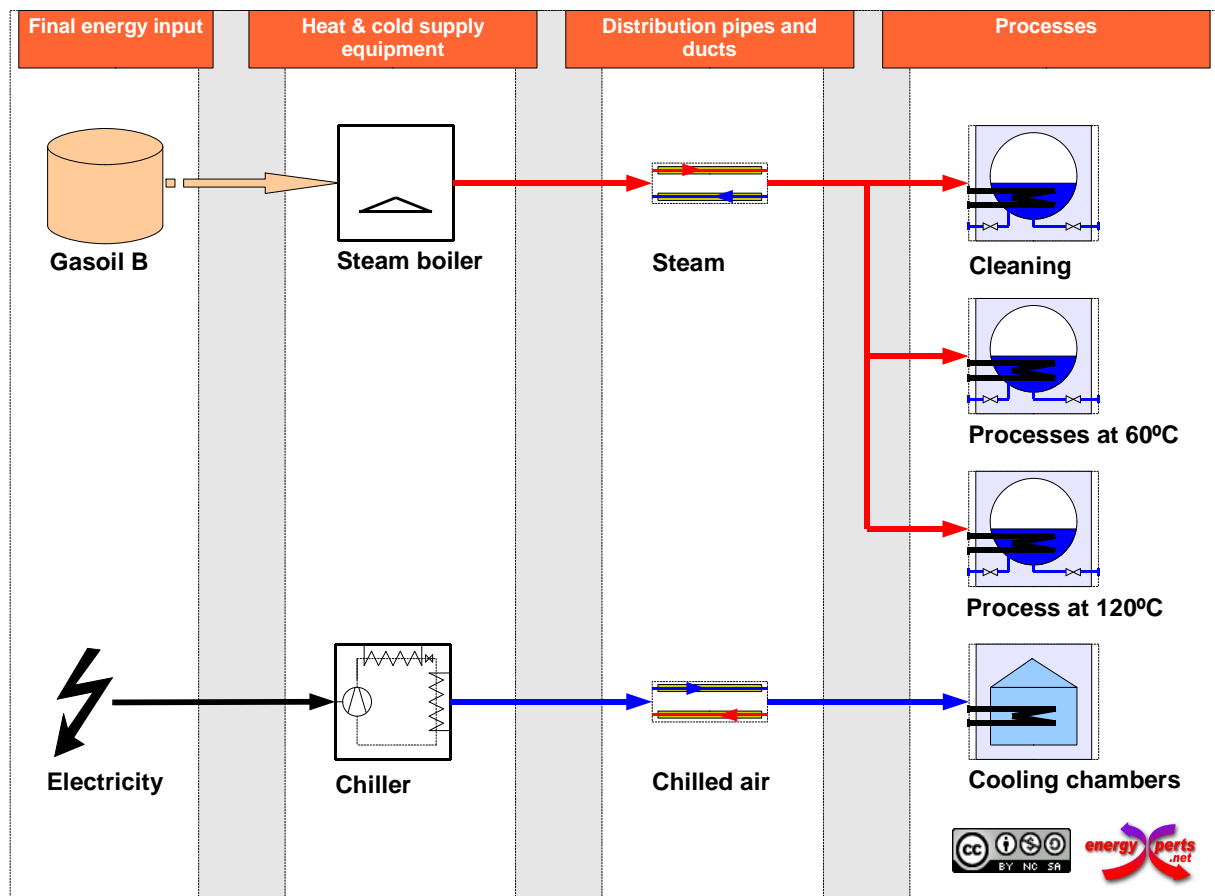 Final energy input
Heat & cold supply
equipment
Distribution pipes and
ducts
Processes
Gasoil B
Steam boiler
Steam
Cleaning
Processes at 60ºC
Process at 120ºC
Electricity
Chiller
Chilled air
Cooling chambers
cc
BY NC SA
energy perts
.net